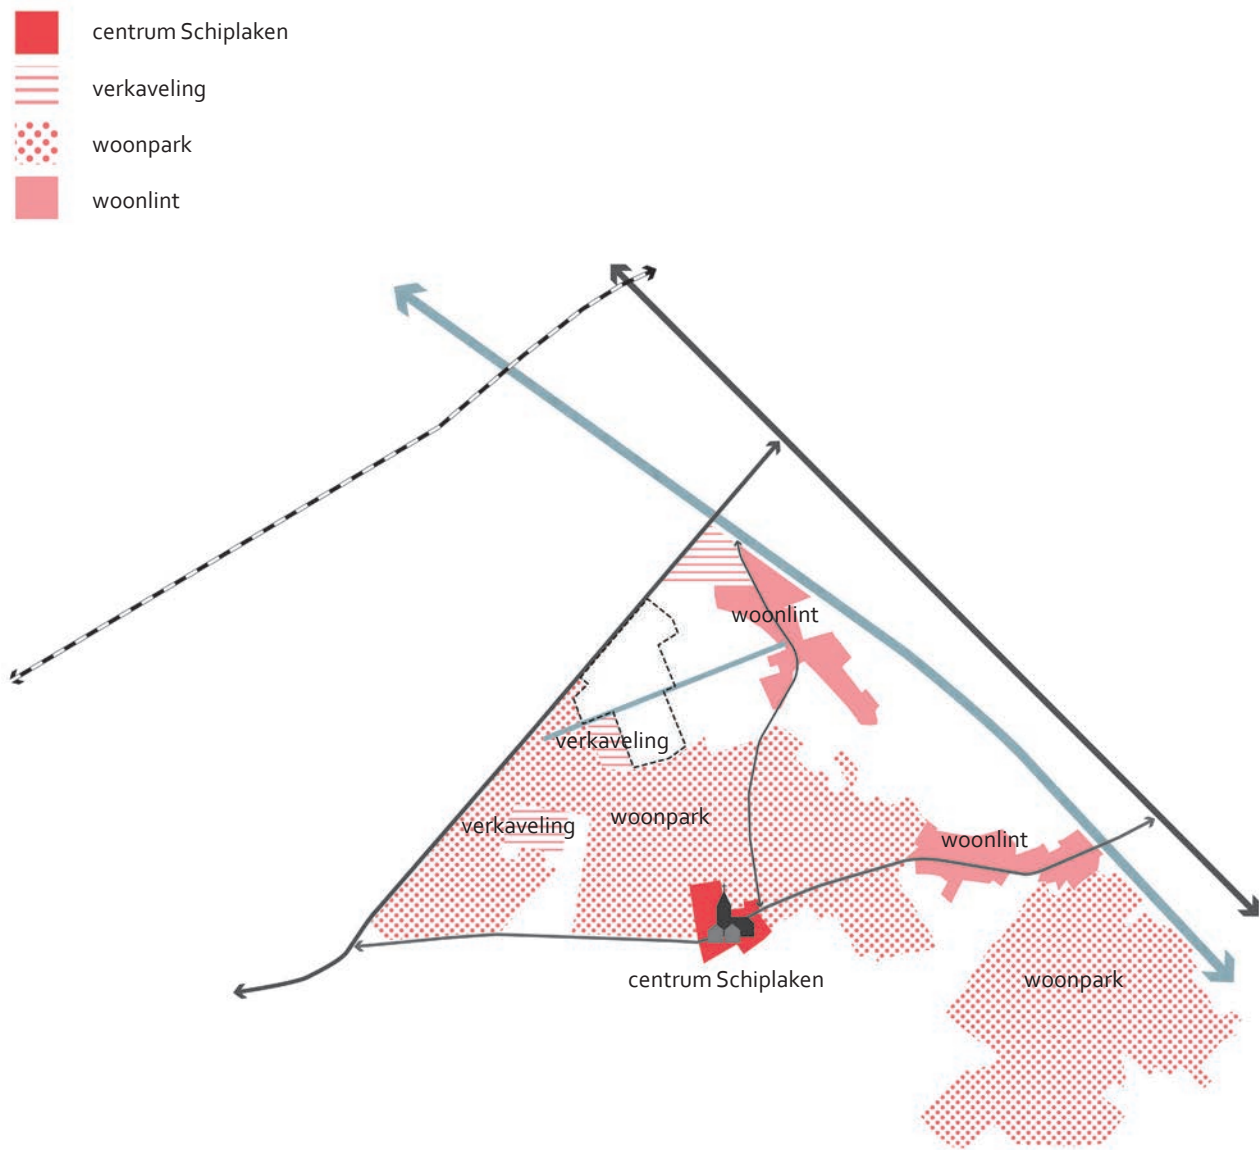 centrum Schiplaken
verkaveling
woonpark
woonlint
woonlint
verkaveling
woonpark
verkaveling
woonlint
centrum Schiplaken
woonpark